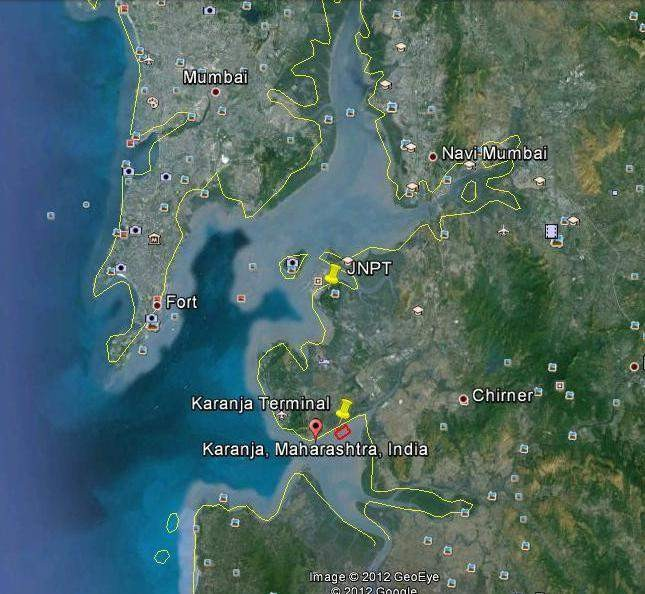 Mumbai
Navi Mumbai
JNPT
Fort
Chirner
Karanja Terminal
Karanja, Maharashtra, India
Image © 2012 GeoEye
© 2012 Google